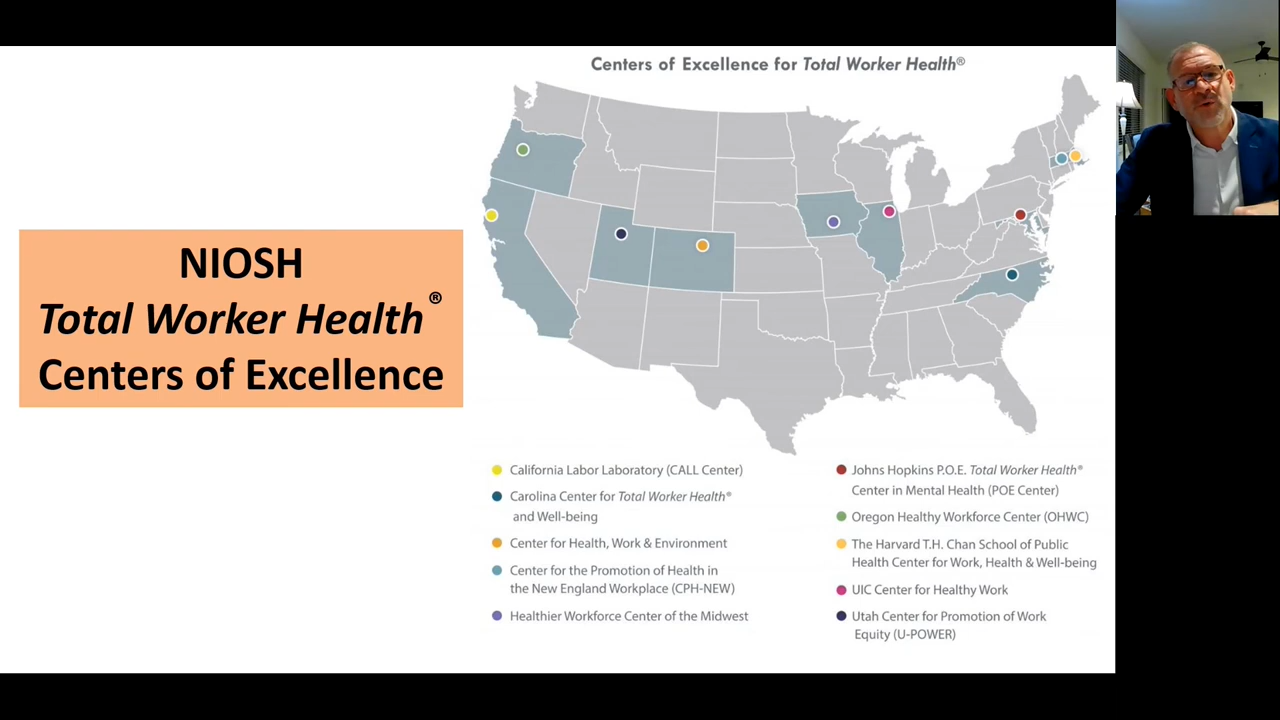 NIOSH
Total Worker Health®
Centers of Excellence
Centers of Excellence for Total Worker Health®
California Labor Laboratory (CALL Center)
Carolina Center for Total Worker Health®
and Well-being
Center for Health, Work & Environment
Center for the Promotion of Health in
the New England Workplace (CPH-NEW)
Healthier Workforce Center of the Midwest
Johns Hopkins P.O.E. Total Worker Health®
Center in Mental Health (POE Center)
Oregon Healthy Workforce Center (OHWC)
The Harvard T.H. Chan School of Public
Health Center for Work, Health & Well-being
UIC Center for Healthy Work
Utah Center for Promotion of Work
Equity (U-POWER)